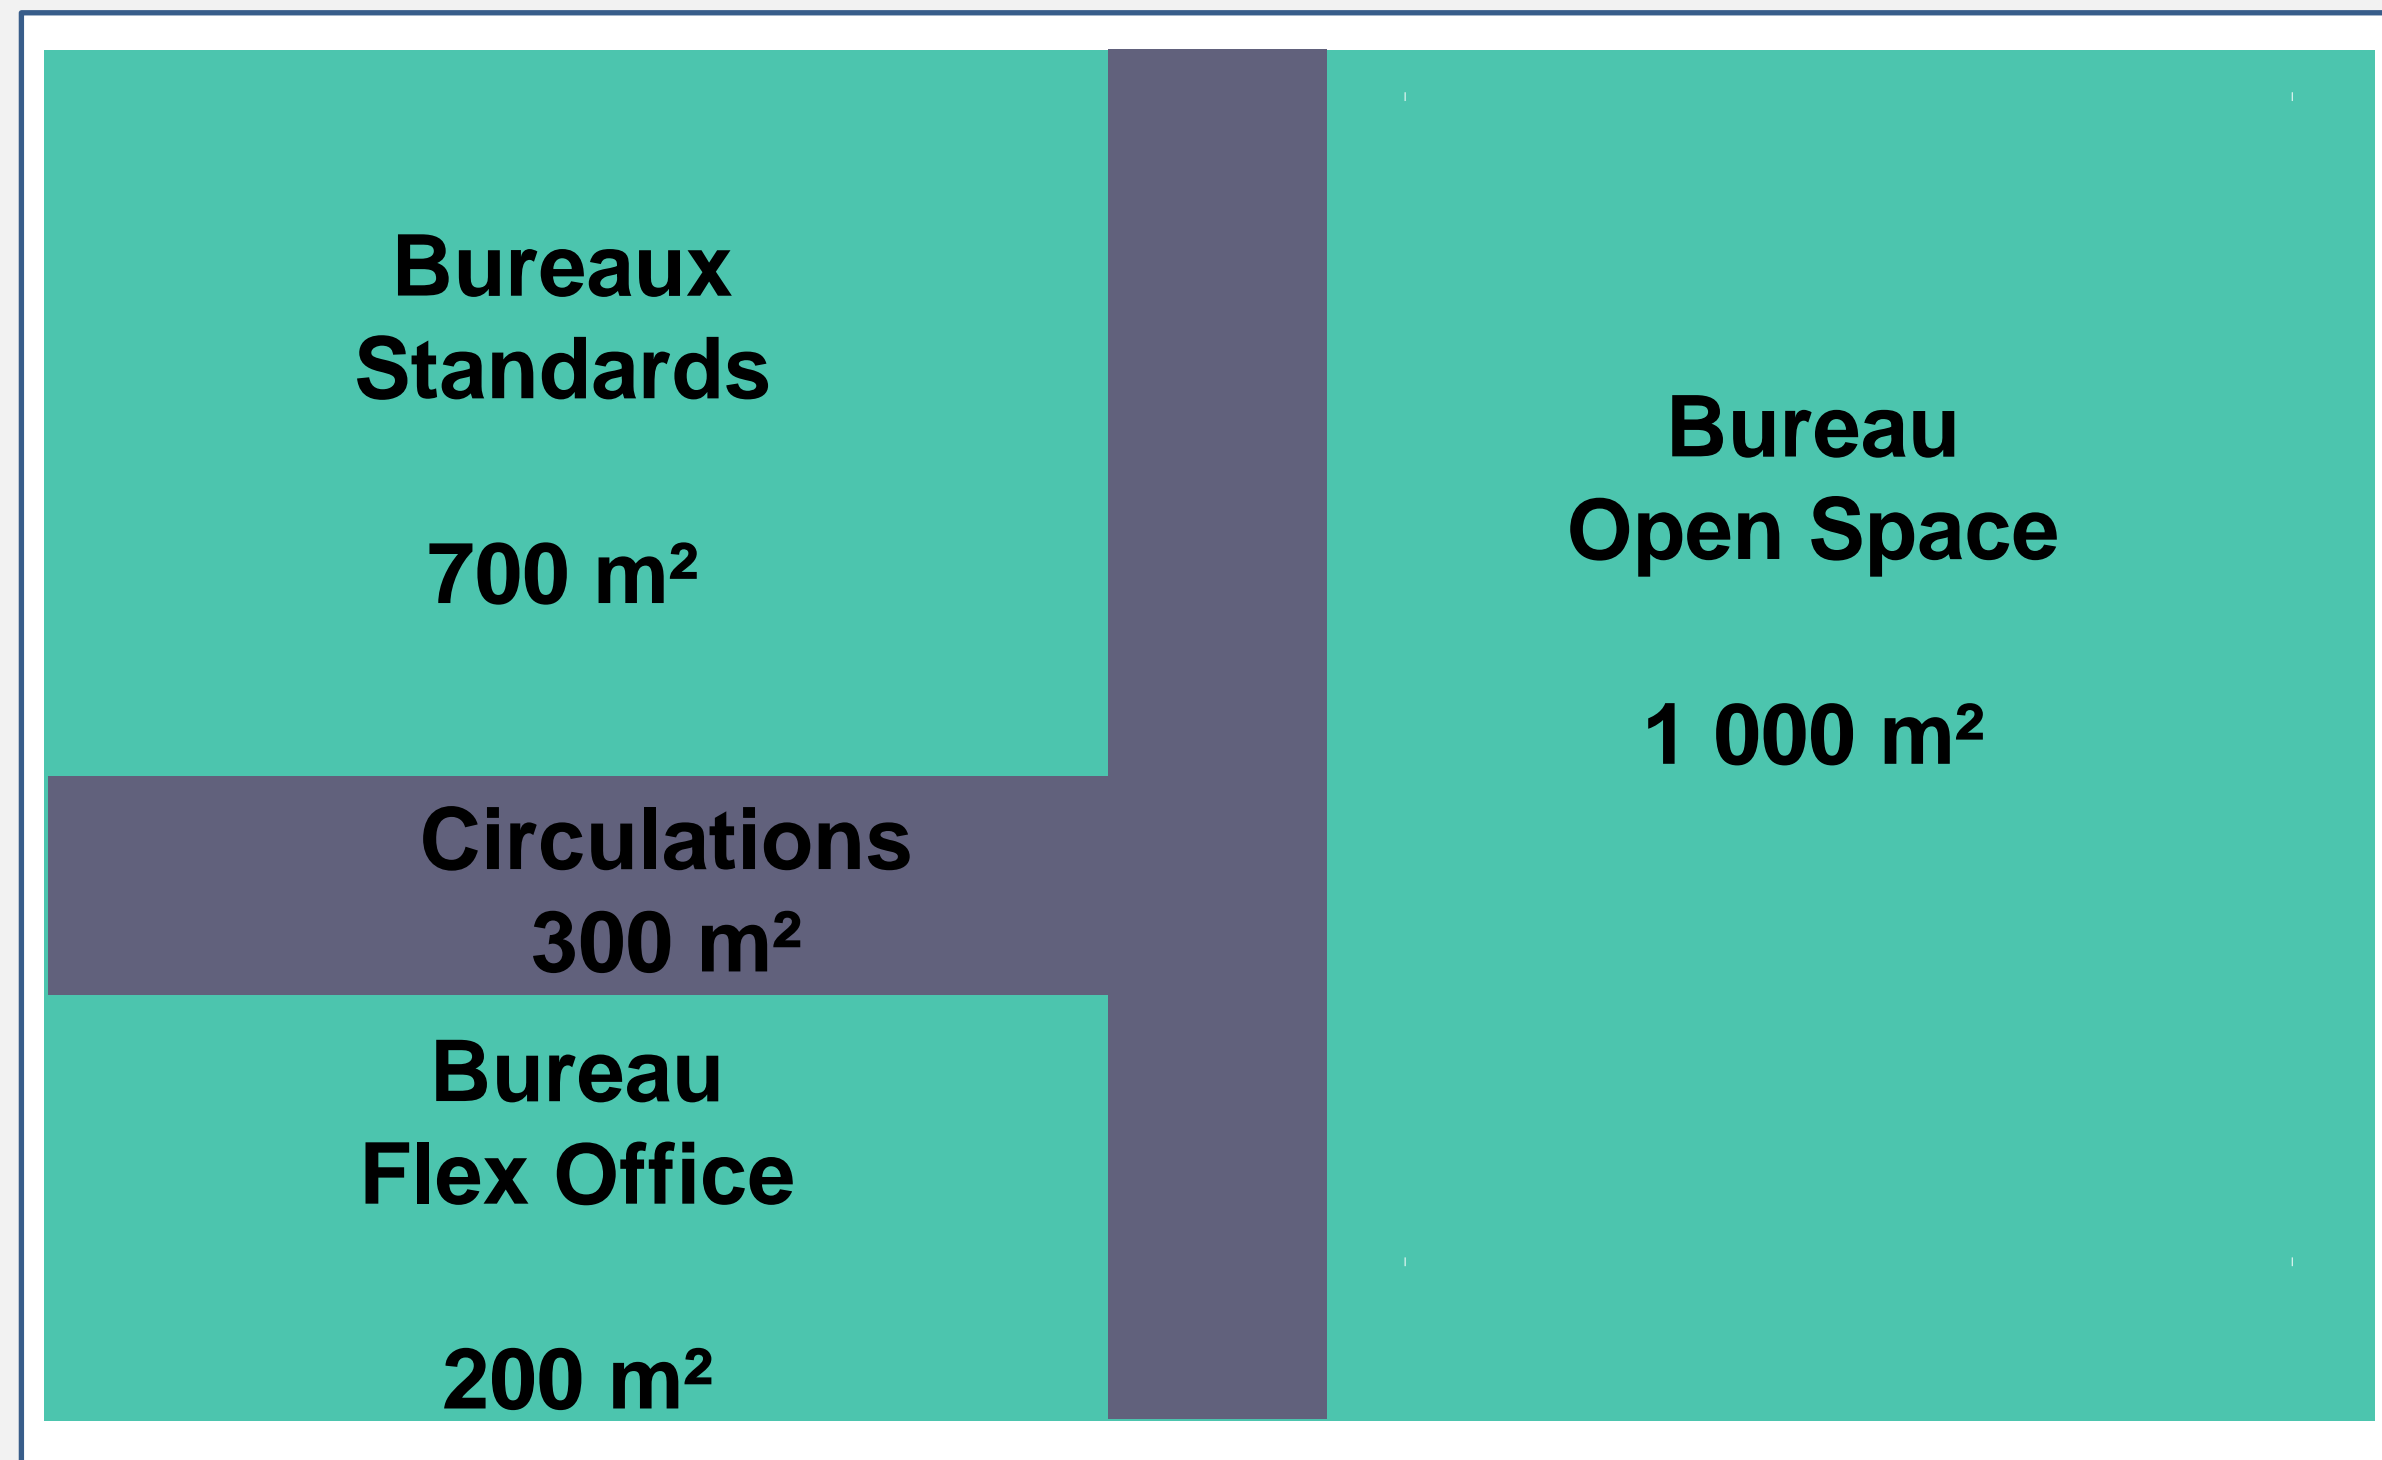 Bureaux
Standards
700 m²
Circulations
300 m²
Bureau
Flex Office
200 m²
Bureau
Open Space
1 000 m²